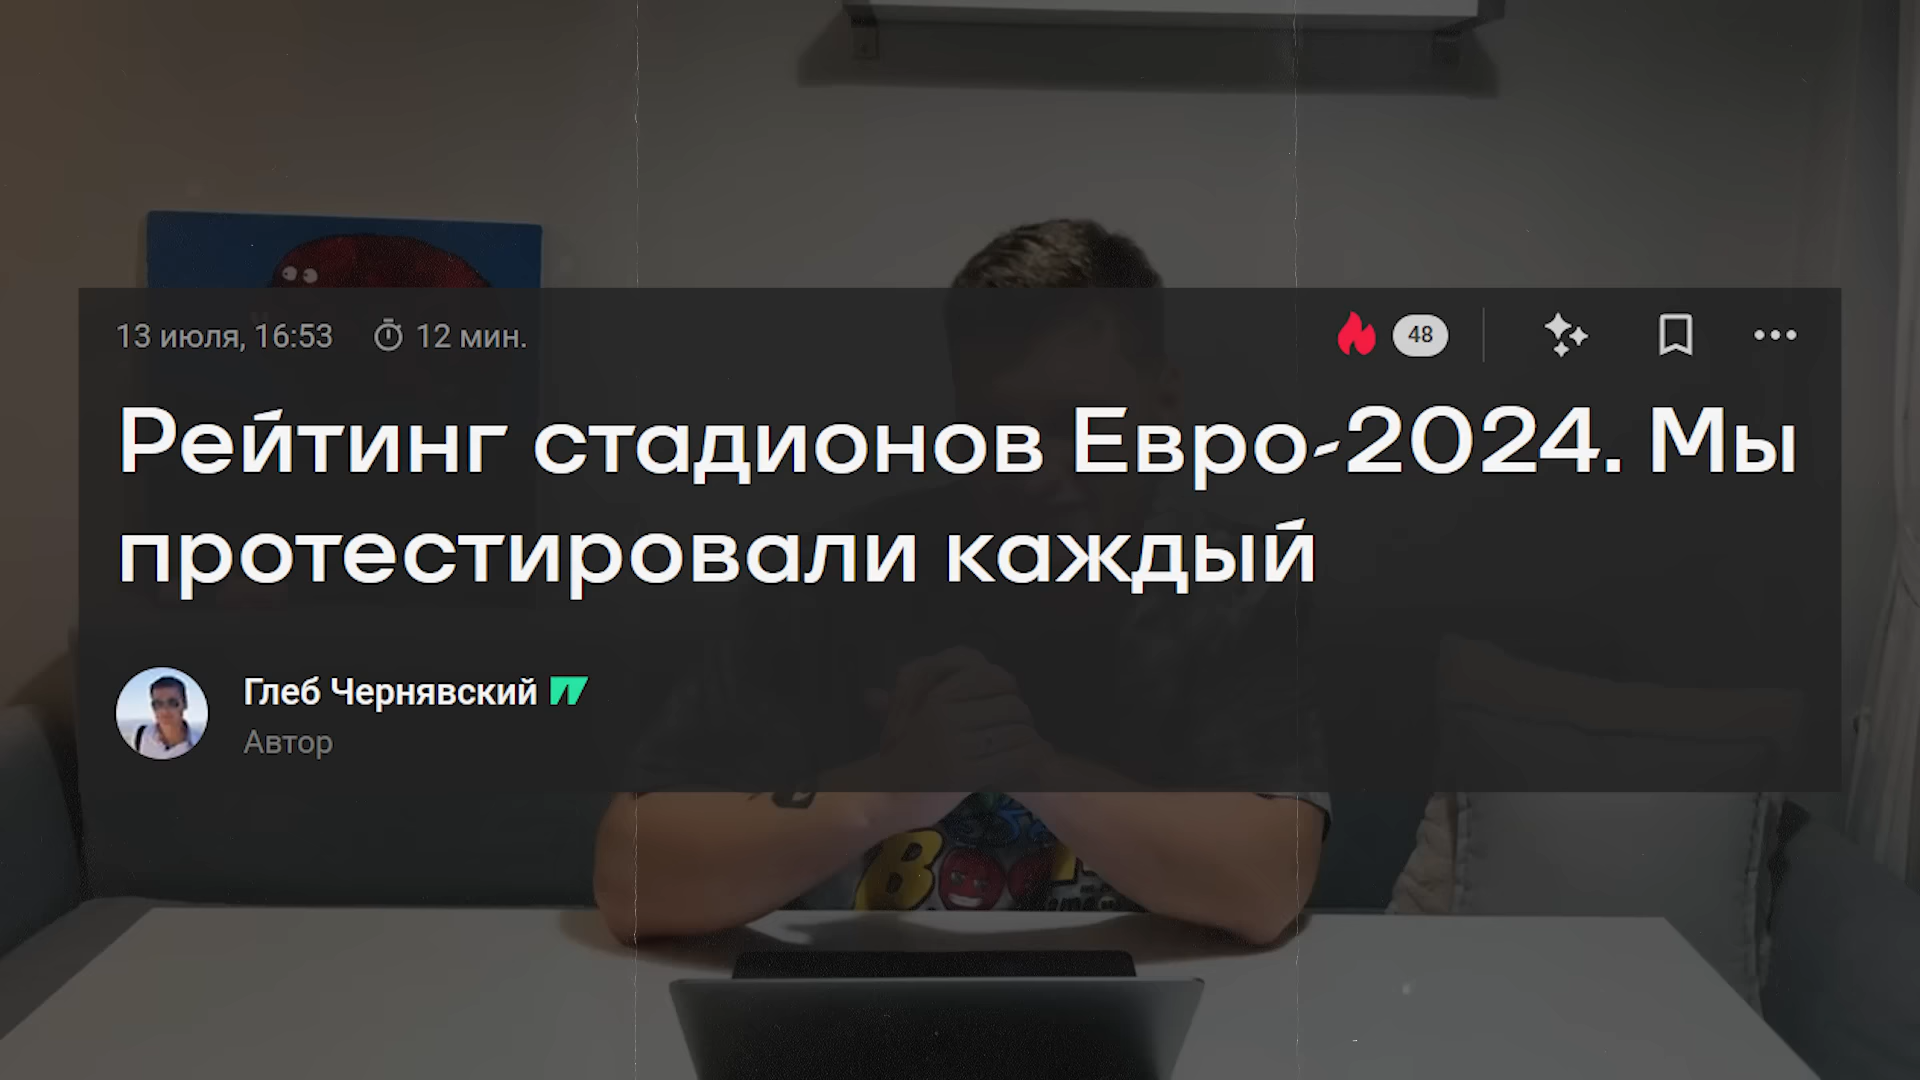 13 июля, 16:53 12 мин. 48
Рейтинг стадионов Евро-2024. Мы
протестировали каждый
Глеб Чернявский
Автор